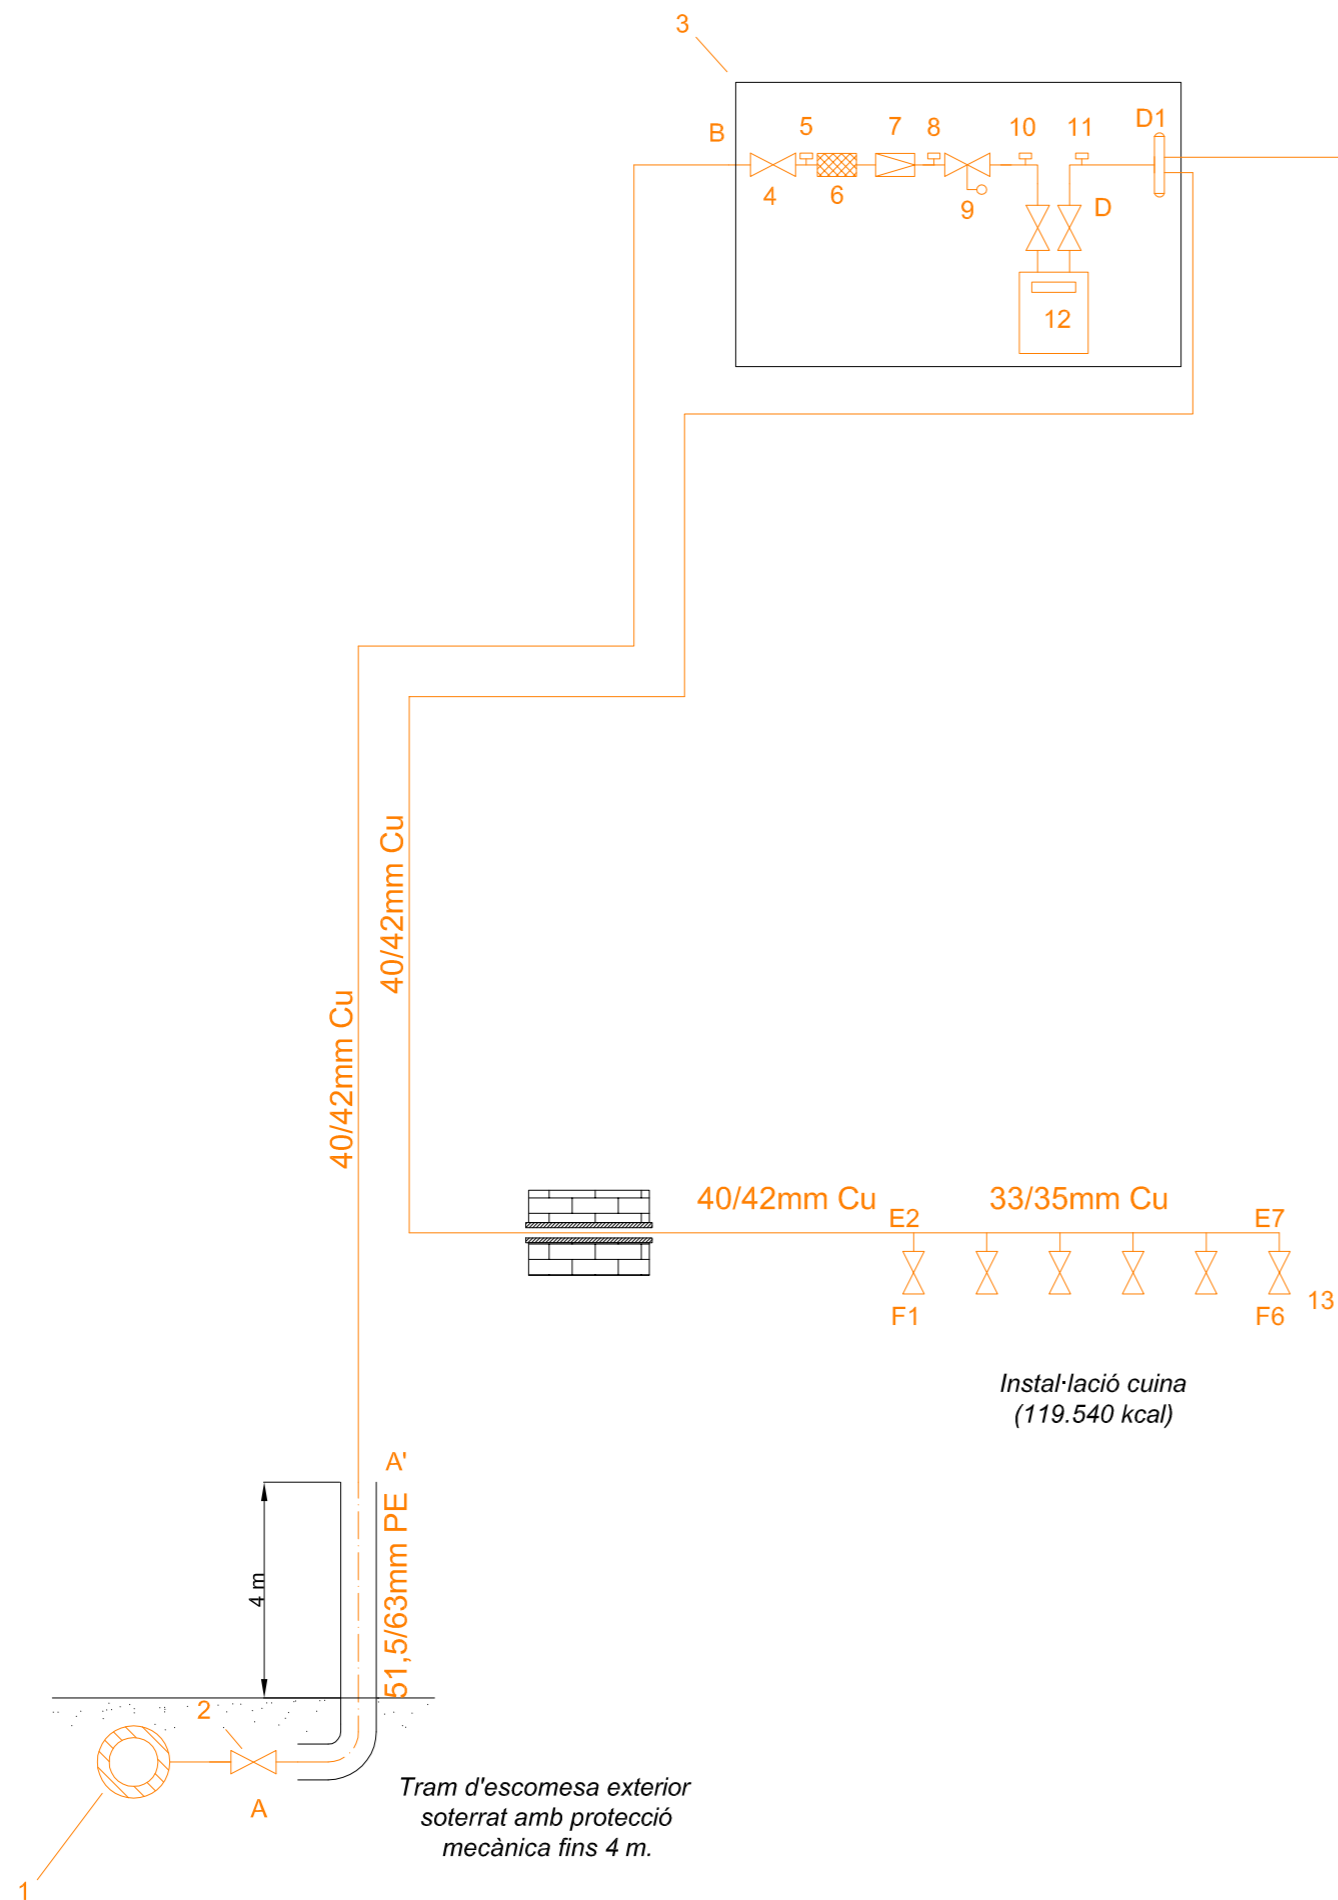 3
B
5
7
8
10
11
D1
4
6
9
D
12
40/42mm Cu
40/42mm Cu
40/42mm Cu
33/35mm Cu
E2
E7
F1
F6
13
Instal·lació cuina
(119.540 kcal)
A'
51,5/63mm PE
4 m
2
A
Tram d'escomesa exterior
soterrat amb protecció
mecànica fins 4 m.
1